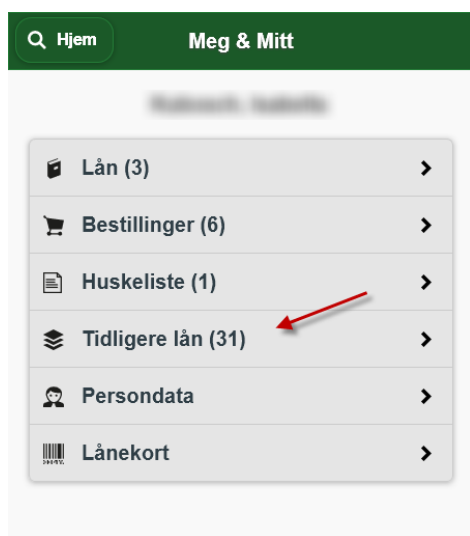 Hjem
Meg & Mitt
Lån (3)
Bestillinger (6)
Huskeliste (1)
Tidligere lån (31)
Persondata
Lånekort